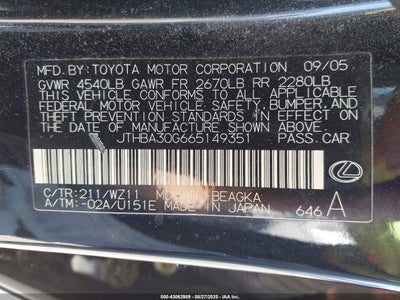 MFD.BY:TOYOTA MOTOR CORPORATION 09/05
GVWR 4540LB GAWR FR 2670LB RR 2280LB
THIS VEHICLE CONFORMS TO ALL APPLICABLE
FEDERAL MOTOR VEHICLE SAFETY,BUMPER,AND
THEFT PREVENTION STANDARDS IN EFFECT ON
THE DATE OF MANUFACTURE SHOWN ABOVE.
JTHBA30G665149351 PASS.CAR
C/TR:211/WZ11 BEAGKA
A/TM:-02A/U151E MADE IN JAPAN 646 A
000-43062989 - 08/27/2025 - IAA